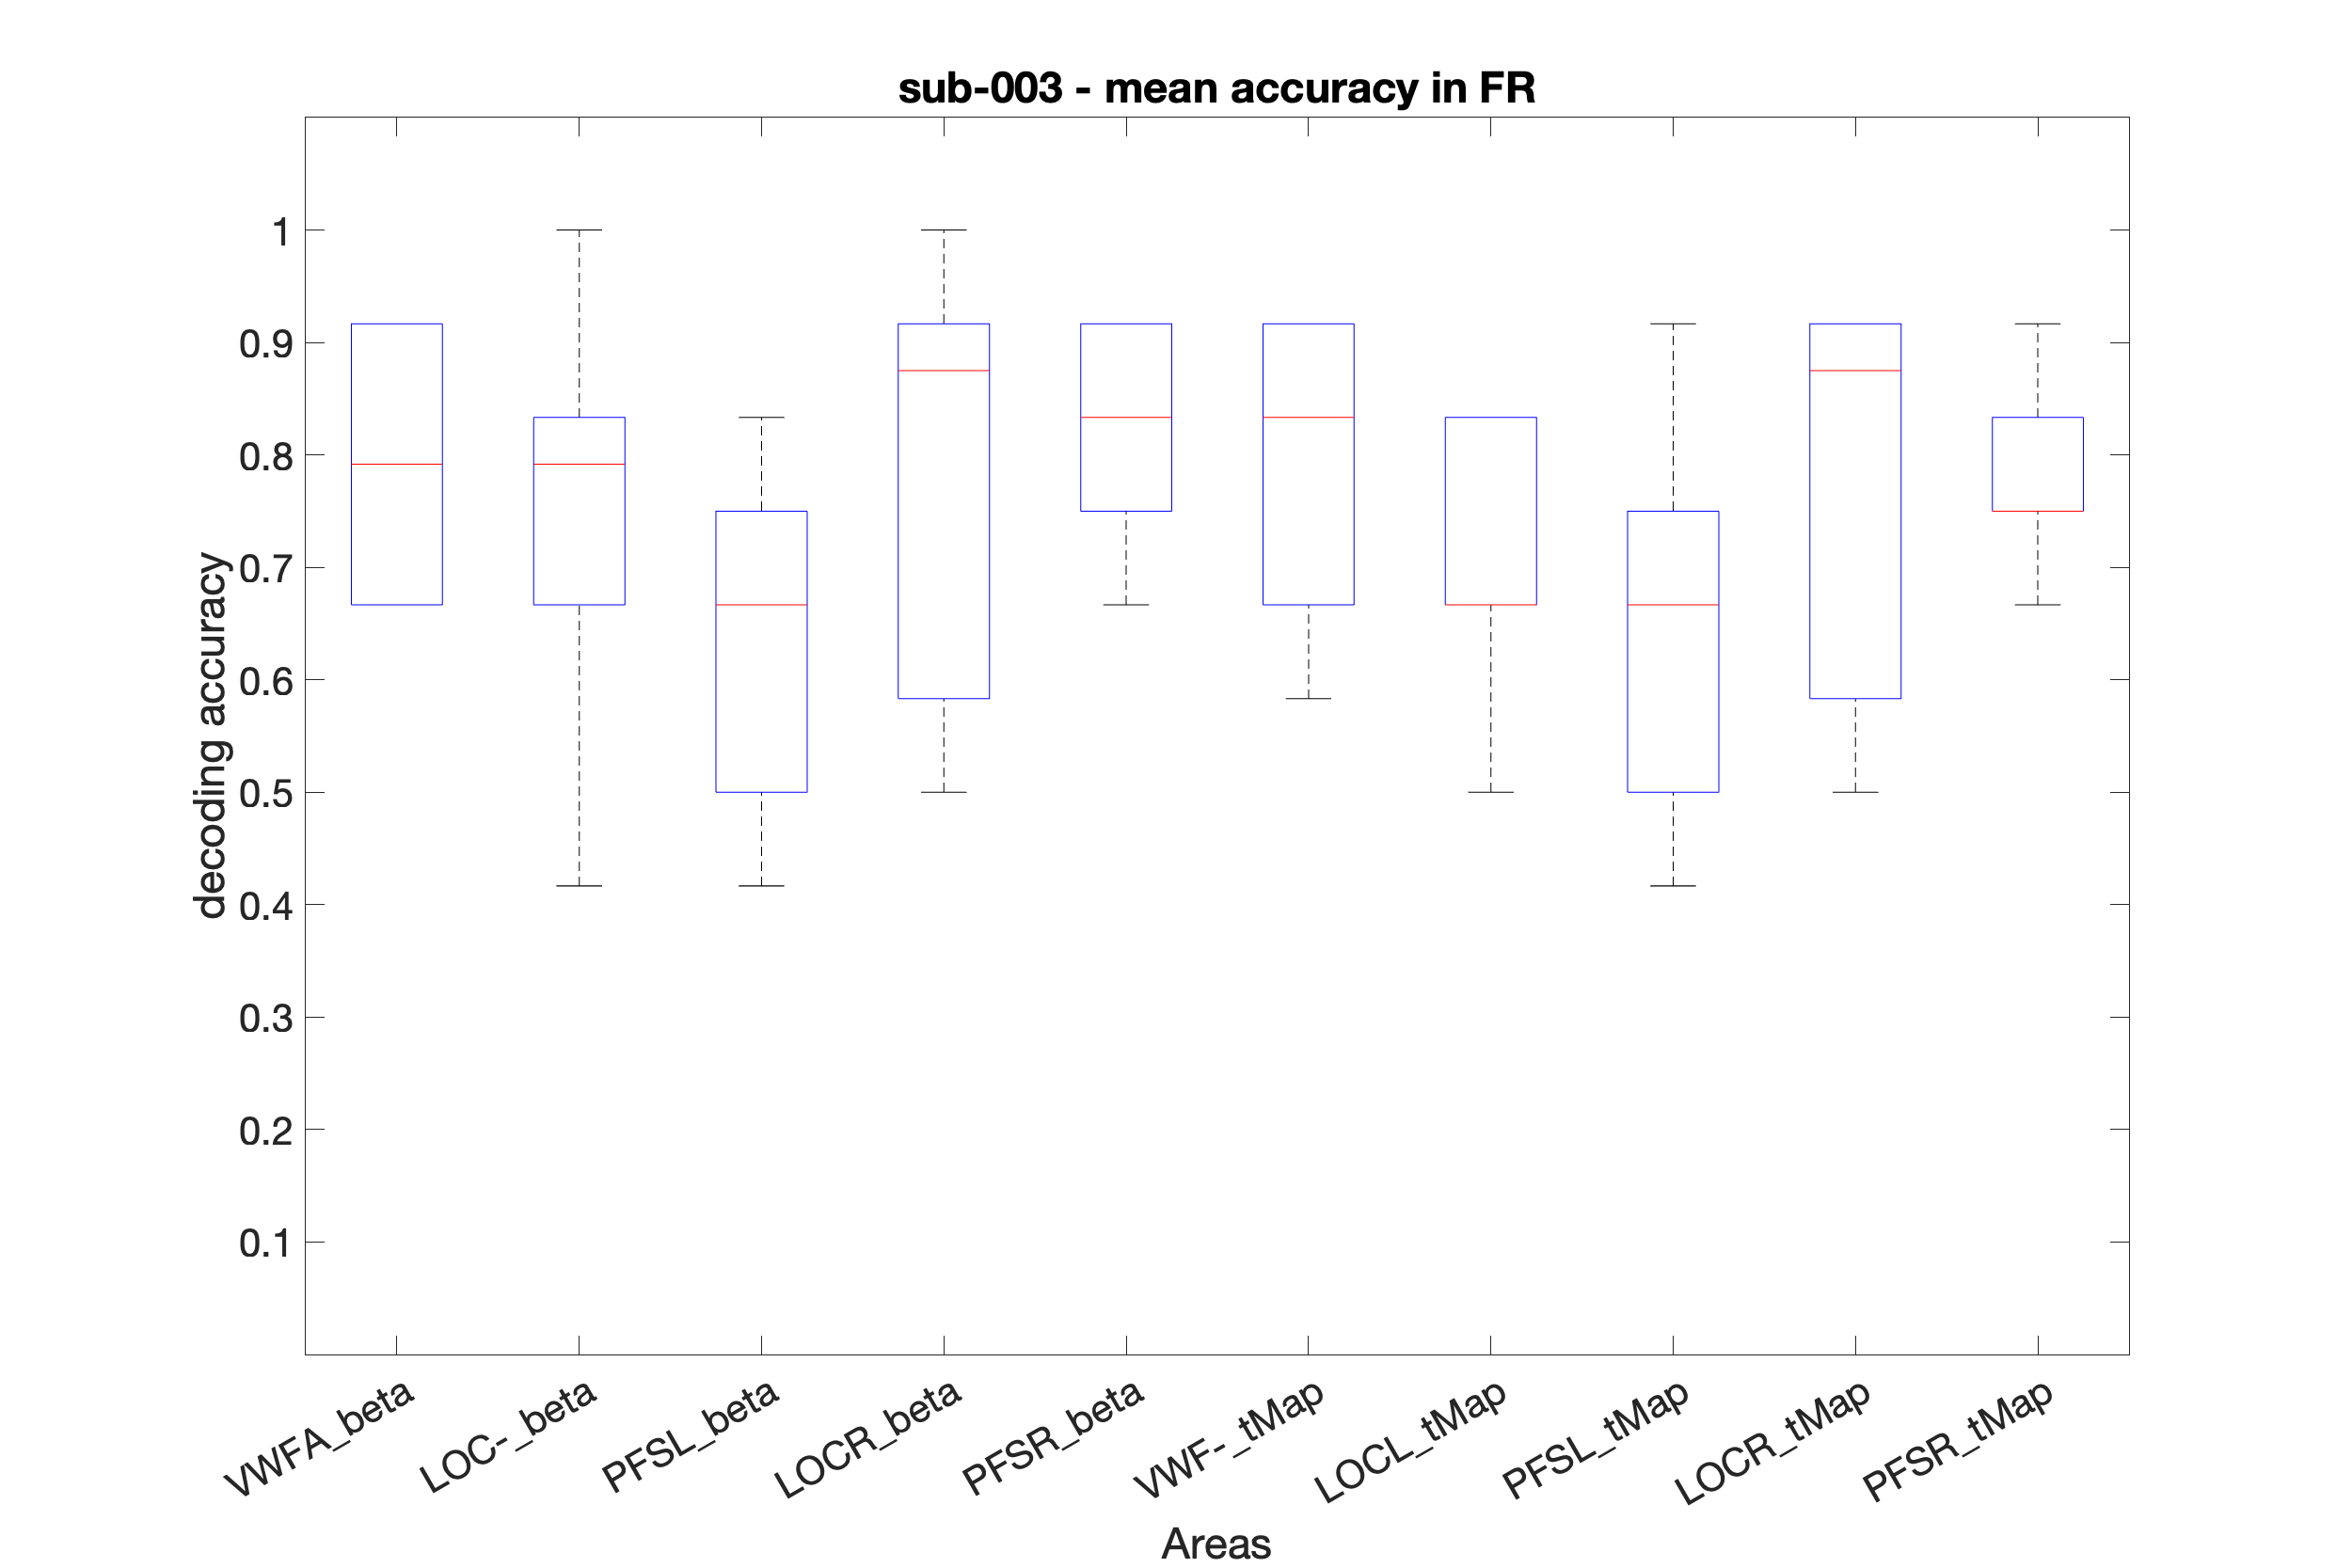 sub-003 - mean accuracy in FR
1
0.9
0.8
0.7
0.6
0.5
0.4
0.3
0.2
0.1
decoding accuracy
VWFA_beta
LOC-_beta
PFSL_beta
LOCR_beta
PFSR_beta
VWF-_tMap
LOCL_tMap
PFSL_tMap
LOCR_tMap
PFSR_tMap
Areas